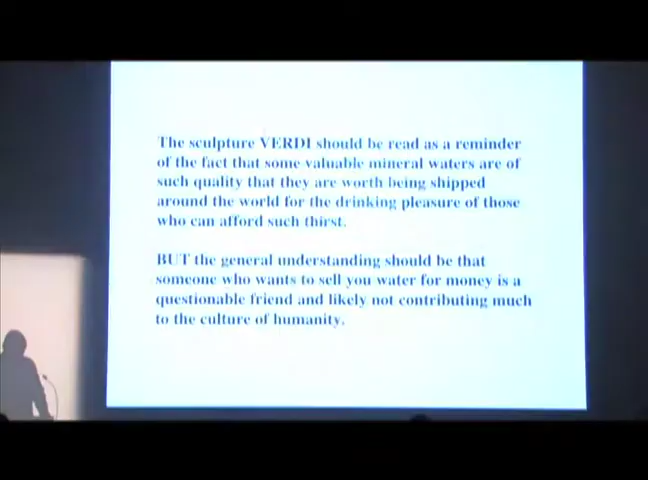 The sculpture VERDI should be read as a reminder
of the fact that some valuable mineral waters are of
such quality that they are worth being shipped
around the world for the drinking pleasure of those
who can afford such thirst.
BUT the general understanding should be that
someone who wants to sell you water for money is a
questionable friend and likely not contributing much
to the culture of humanity.